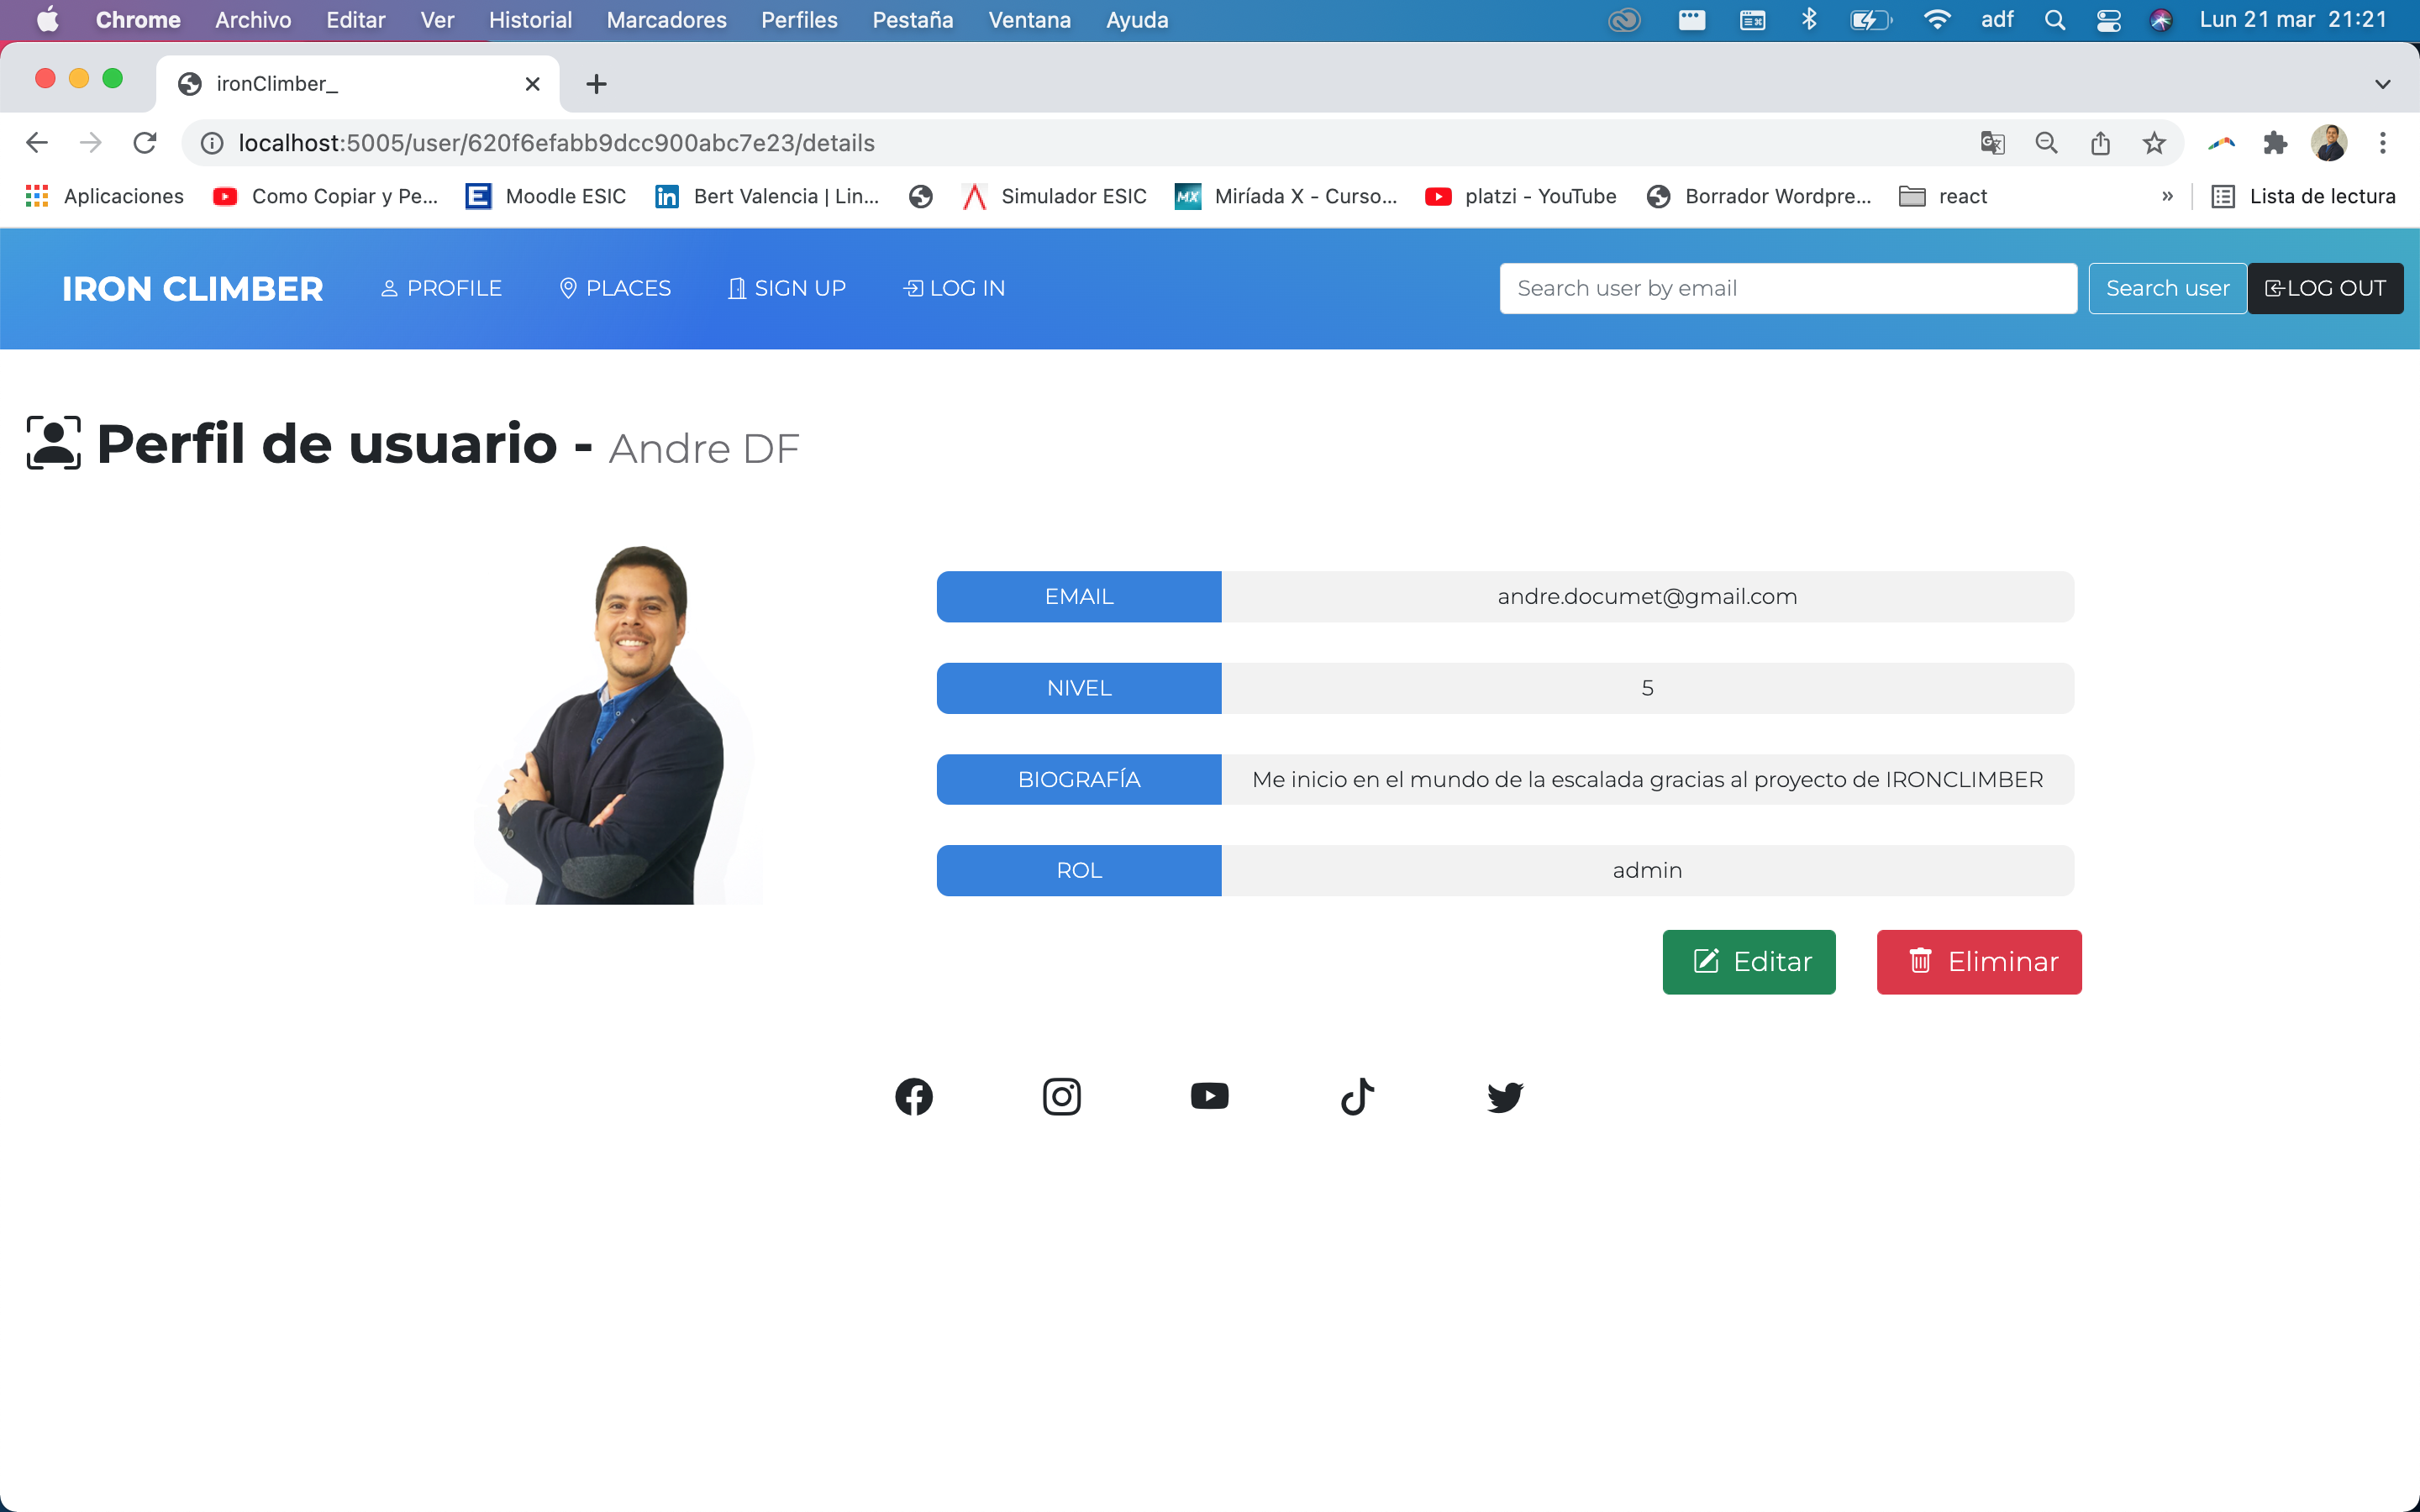 Chrome Archivo Editar Ver Historial Marcadores Perfiles Pestaña Ventana Ayuda adf Lun 21 mar 21:21
ironClimber_
localhost:5005/user/620f6efabb9dcc900abc7e23/details
Aplicaciones Como Copiar y Pe... Moodle ESIC Bert Valencia | Lin... Simulador ESIC MX Miríada X - Curso... platzi - YouTube Borrador Wordpre... react » Lista de lectura
IRON CLIMBER PROFILE PLACES SIGN UP LOG IN Search user by email Search user LOG OUT
Perfil de usuario - Andre DF
EMAIL andre.documet@gmail.com
NIVEL 5
BIOGRAFÍA Me inicio en el mundo de la escalada gracias al proyecto de IRONCLIMBER
ROL admin
Editar Eliminar